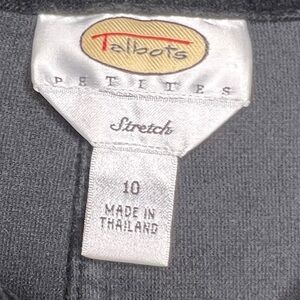 Talbots
PETITES
Stretch
10
MADE IN
THAILAND